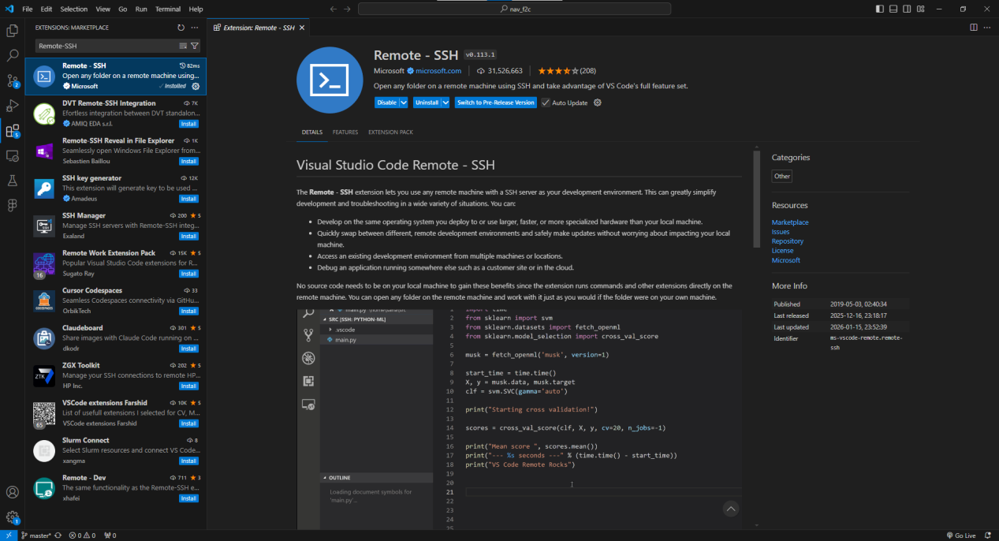 File Edit Selection View Go Run Terminal Help
nav_f2c
EXTENSIONS: MARKETPLACE
Remote-SSH
Remote - SSH 82ms
Open any folder on a remote machine using...
Microsoft Installed
DVT Remote-SSH Integration 7K
Effortless integration between DVT standalon...
AMIQ EDA s.r.l. Install
Remote-SSH Reveal in File Explorer 1K
Seamlessly open Windows File Explorer from...
Sebastien Baillou Install
SSH key generator 12K
This extension will generate key to be used ...
Amadeus Install
SSH Manager 200 ★ 5
Manage SSH servers with Remote-SSH integ...
Exaland Install
Remote Work Extension Pack 15K ★ 5
Popular Visual Studio Code extensions for R...
16 Sugato Ray Install
Cursor Codespaces 33
Seamless Codespaces connectivity via GitHu...
OrbikTech Install
Claudeboard 301 ★ 5
Share images with Claude Code running on ...
dkodr Install
ZGX Toolkit 202 ★ 5
ZTK Manage your SSH connections to remote HP...
HP Inc. Install
VSCode extensions Farshid 10K ★ 5
List of usefull extensions I selected for CV, M...
65 VSCode extensions Farshid Install
Slurm Connect 8
Select Slurm resources and connect VS Code...
xangma Install
Remote - Dev 711 ★ 3
The same functionality as the Remote-SSH e...
xhafei Install
2
5
1
Extension: Remote - SSH
Remote - SSH v0.113.1
Microsoft microsoft.com 31,526,663 (208)
Open any folder on a remote machine using SSH and take advantage of VS Code's full feature set.
Disable Uninstall Switch to Pre-Release Version Auto Update
DETAILS FEATURES EXTENSION PACK
Visual Studio Code Remote - SSH
The Remote - SSH extension lets you use any remote machine with a SSH server as your development environment. This can greatly simplify
development and troubleshooting in a wide variety of situations. You can:
• Develop on the same operating system you deploy to or use larger, faster, or more specialized hardware than your local machine.
• Quickly swap between different, remote development environments and safely make updates without worrying about impacting your local
machine.
• Access an existing development environment from multiple machines or locations.
• Debug an application running somewhere else such as a customer site or in the cloud.
No source code needs to be on your local machine to gain these benefits since the extension runs commands and other extensions directly on the
remote machine. You can open any folder on the remote machine and work with it just as you would if the folder were on your own machine.
SRC [SSH: PYTHON-ML]
.vscode
main.py
OUTLINE
Loading document symbols for
'main.py'...
1 import time
2 from sklearn import svm
3 from sklearn.datasets import fetch_openml
4 from sklearn.model_selection import cross_val_score
5
6 musk = fetch_openml('musk', version=1)
7
8 start_time = time.time()
9 X, y = musk.data, musk.target
10 clf = svm.SVC(gamma='auto')
11
12 print("Starting cross validation!")
13
14 scores = cross_val_score(clf, X, y, cv=20, n_jobs=-1)
15
16 print("Mean score ", scores.mean())
17 print("--- %s seconds ---" % (time.time() - start_time))
18 print("VS Code Remote Rocks")
19
20
21
22
23
24
25
Categories
Other
Resources
Marketplace
Issues
Repository
License
Microsoft
More Info
Published 2019-05-03, 02:40:34
Last released 2025-12-16, 23:18:17
Last updated 2026-01-15, 23:52:39
Identifier ms-vscode-remote.remote-
ssh
master* 0 0 0 Go Live